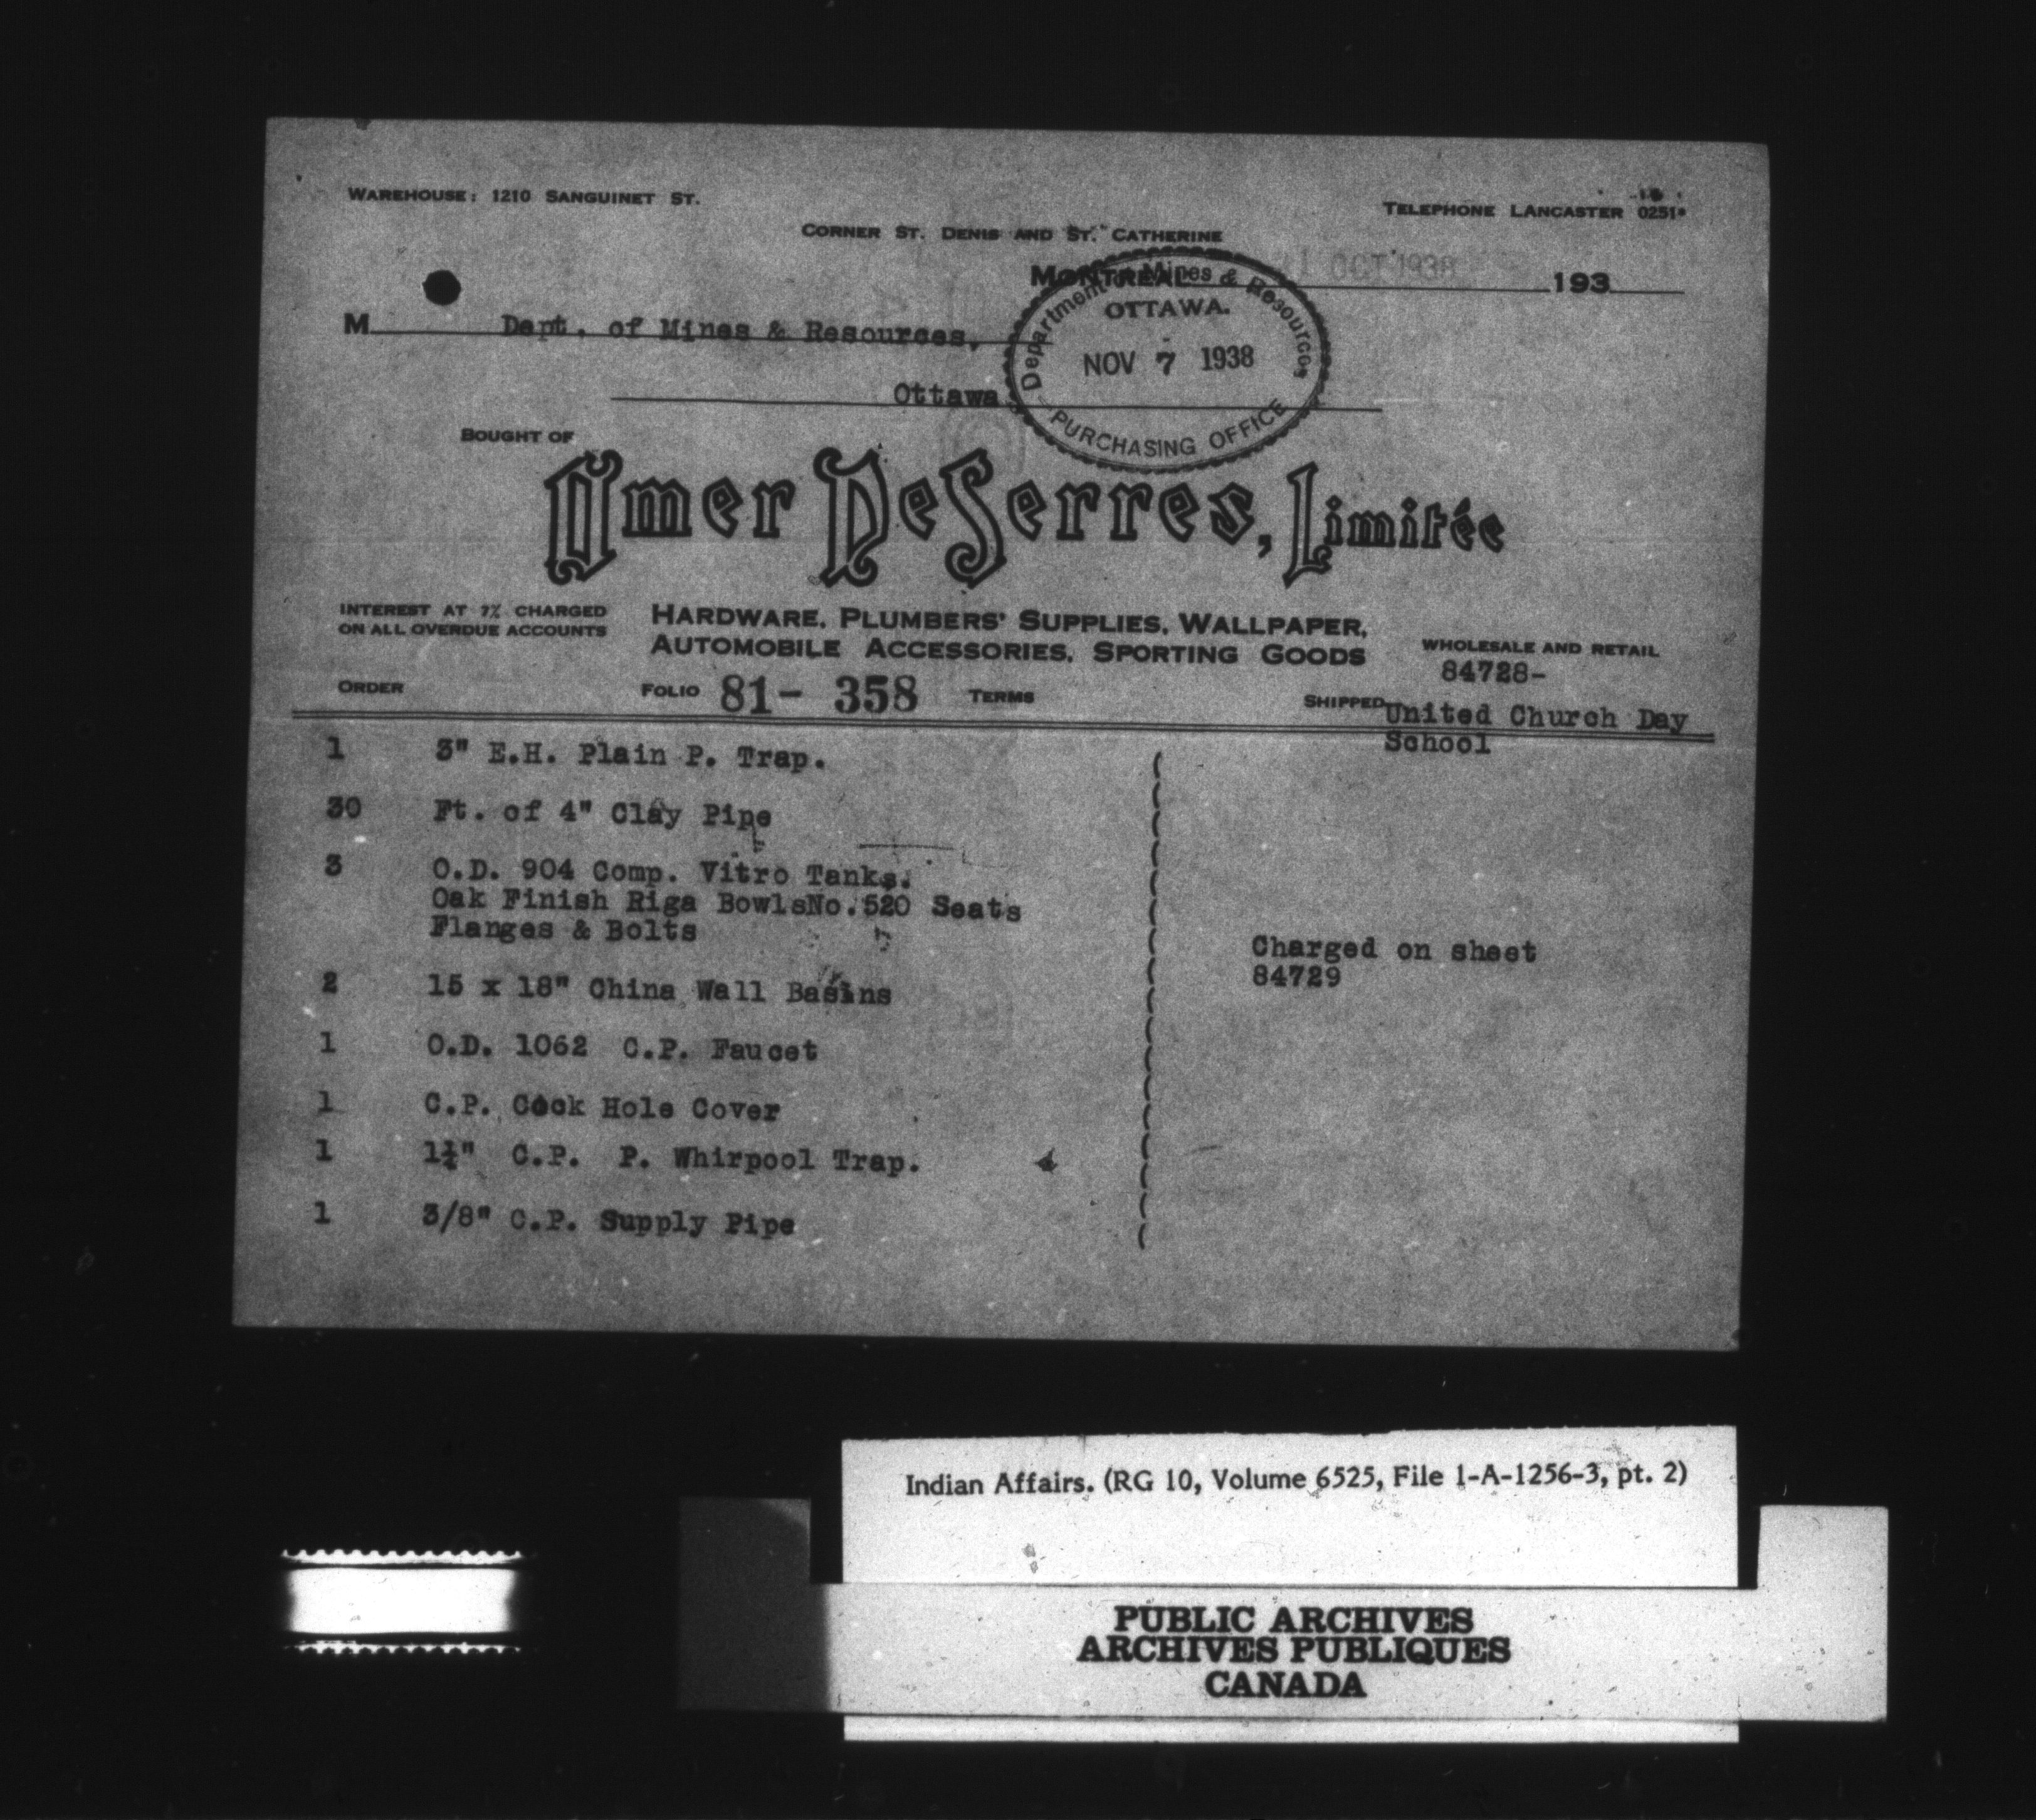 WAREHOUSE: 1210 SANGUINET ST.
TELEPHONE LANCASTER 0251*
CORNER ST. DENIS AND ST. CATHERINE
MONTREAL 1 OCT 1938 193
Department of Mines & Resources
OTTAWA.
NOV 7 1938
PURCHASING OFFICE
M Dept. of Mines & Resources,
Ottawa
BOUGHT OF
Omer DeSerres, Limitée
INTEREST AT 7% CHARGED
ON ALL OVERDUE ACCOUNTS
HARDWARE, PLUMBERS' SUPPLIES, WALLPAPER,
AUTOMOBILE ACCESSORIES, SPORTING GOODS
WHOLESALE AND RETAIL
84728-
ORDER FOLIO 81- 358 TERMS SHIPPED United Church Day
School
1 3" E.H. Plain P. Trap.
30 Ft. of 4" Clay Pipe
3 O.D. 904 Comp. Vitro Tanks.
Oak Finish Riga BowlsNo.520 Seats
Flanges & Bolts
Charged on sheet
84729
2 15 x 18" China Wall Basins
1 O.D. 1062 C.P. Faucet
1 C.P. Cock Hole Cover
1 1¼" C.P. P. Whirpool Trap.
1 3/8" C.P. Supply Pipe
Indian Affairs. (RG 10, Volume 6525, File 1-A-1256-3, pt. 2)
PUBLIC ARCHIVES
ARCHIVES PUBLIQUES
CANADA